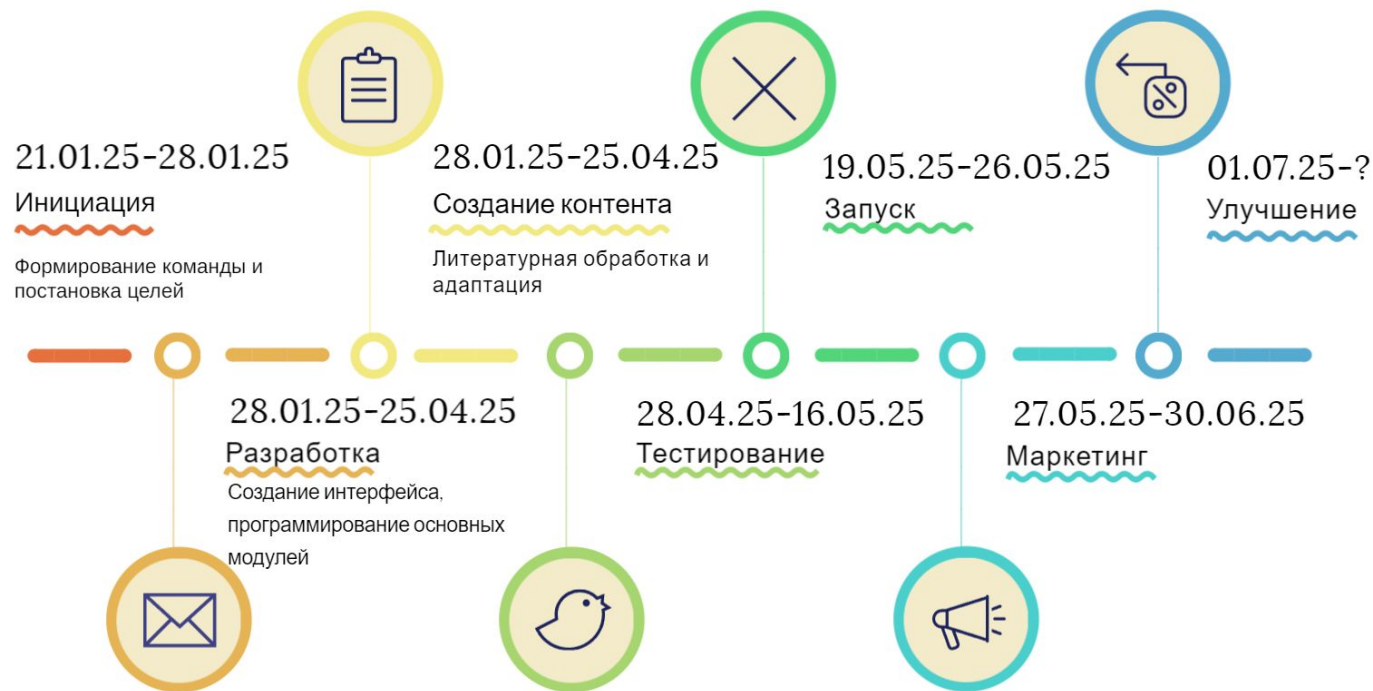 21.01.25-28.01.25
Инициация
Формирование команды и
постановка целей
28.01.25-25.04.25
Разработка
Создание интерфейса,
программирование основных
модулей
28.01.25-25.04.25
Создание контента
Литературная обработка и
адаптация
28.04.25-16.05.25
Тестирование
19.05.25-26.05.25
Запуск
27.05.25-30.06.25
Маркетинг
01.07.25-?
Улучшение